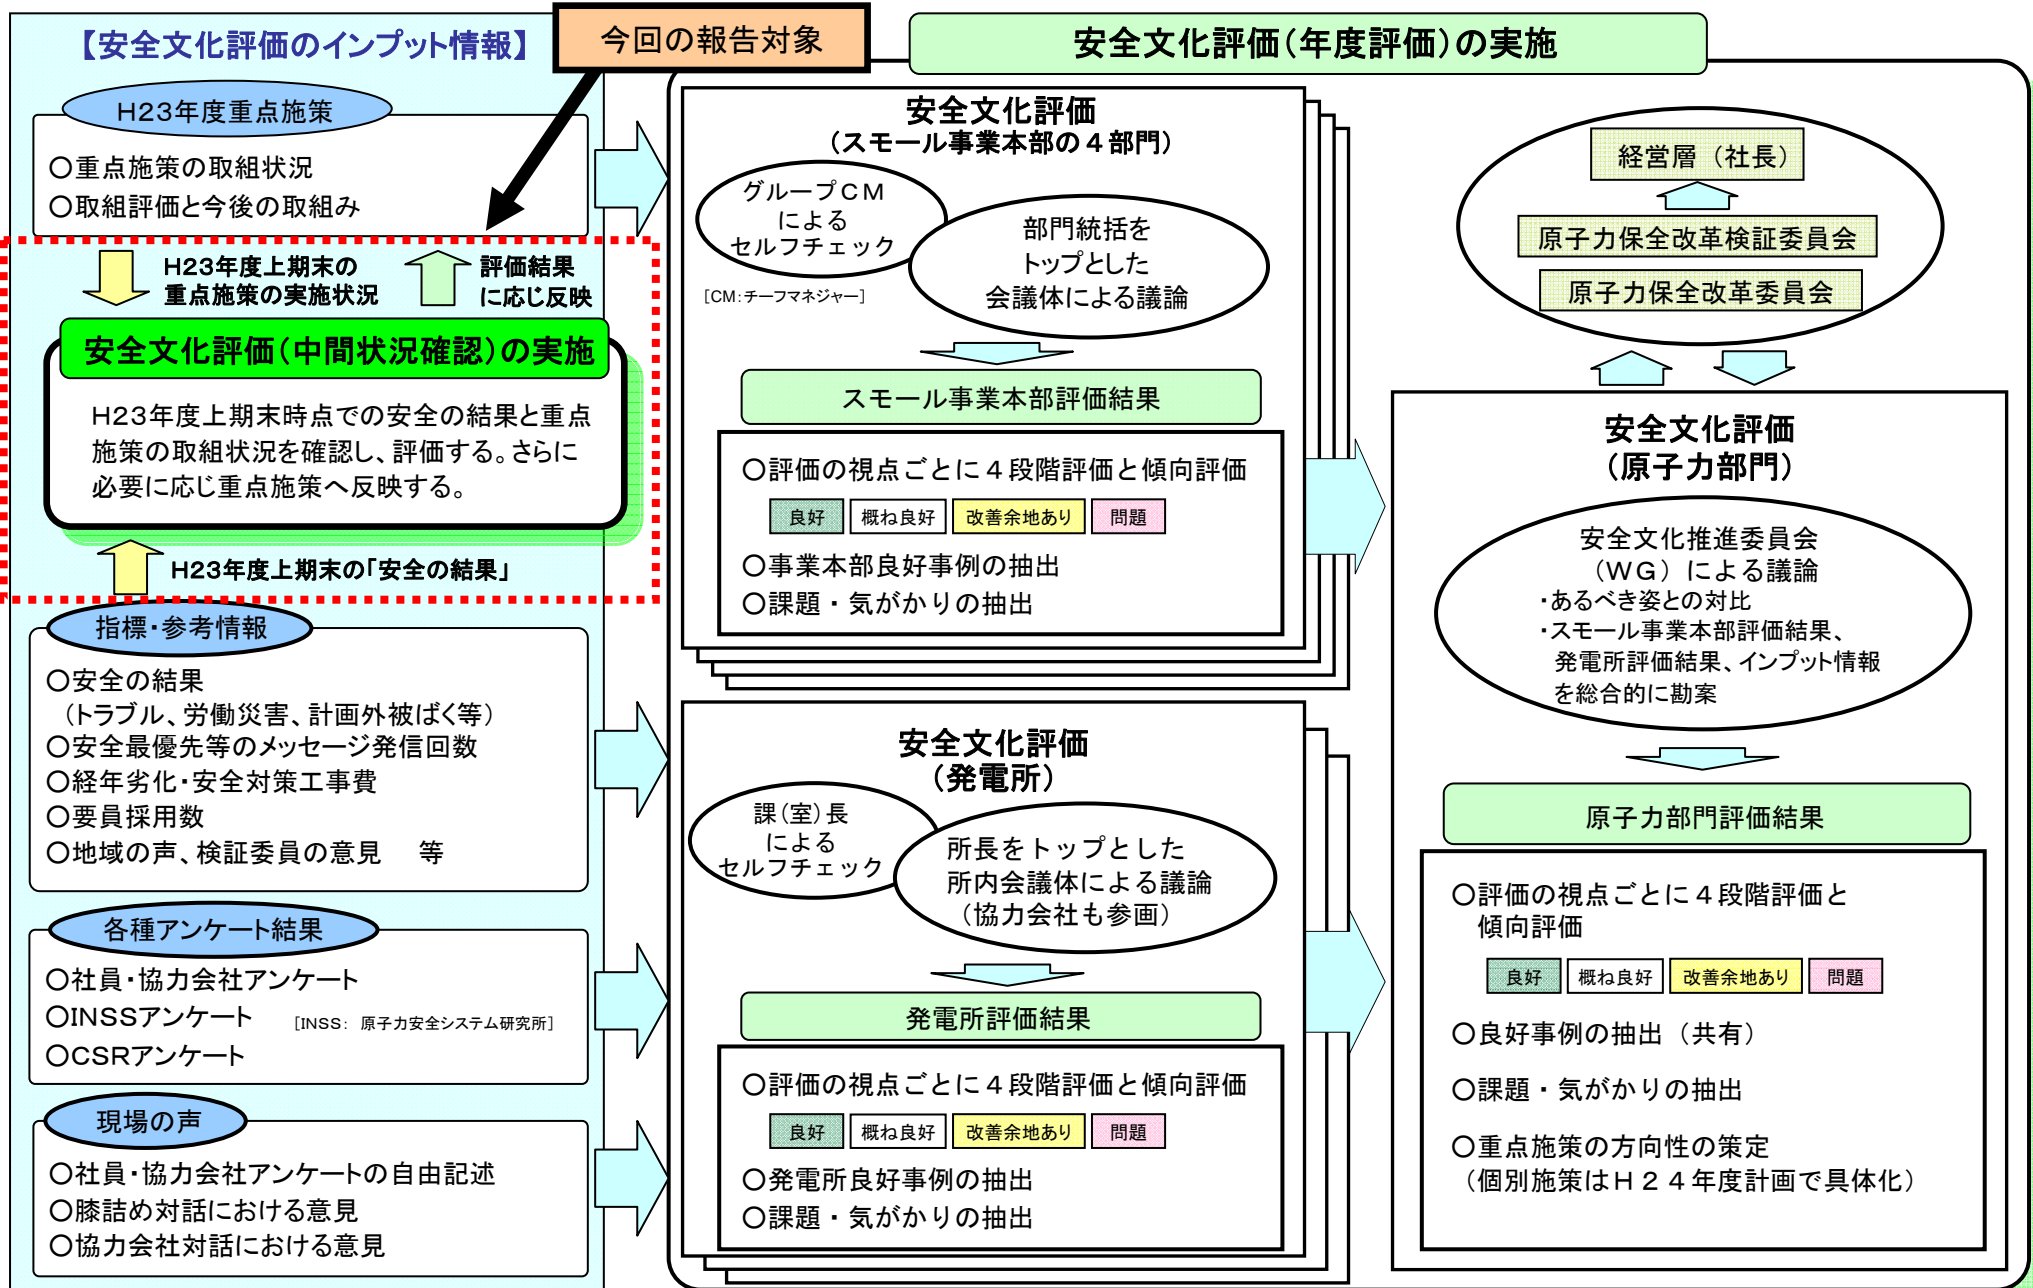 【安全文化評価のインプット情報】
今回の報告対象
安全文化評価(年度評価)の実施
H23年度重点施策
○重点施策の取組状況
○取組評価と今後の取組み
H23年度上期末の
重点施策の実施状況
評価結果
に応じ反映
安全文化評価(中間状況確認)の実施
H23年度上期末時点での安全の結果と重点
施策の取組状況を確認し、評価する。さらに
必要に応じ重点施策へ反映する。
H23年度上期末の「安全の結果」
指標・参考情報
○安全の結果
(トラブル、労働災害、計画外被ばく等)
○安全最優先等のメッセージ発信回数
○経年劣化・安全対策工事費
○要員採用数
○地域の声、検証委員の意見 等
各種アンケート結果
○社員・協力会社アンケート
○INSSアンケート [INSS: 原子力安全システム研究所]
○CSRアンケート
現場の声
○社員・協力会社アンケートの自由記述
○膝詰め対話における意見
○協力会社対話における意見
安全文化評価
(スモール事業本部の4部門)
グループCM
による
セルフチェック
[CM:チーフマネジャー]
部門統括を
トップとした
会議体による議論
スモール事業本部評価結果
○評価の視点ごとに4段階評価と傾向評価
良好 概ね良好 改善余地あり 問題
○事業本部良好事例の抽出
○課題・気がかりの抽出
安全文化評価
(発電所)
課(室)長
による
セルフチェック
所長をトップとした
所内会議体による議論
(協力会社も参画)
発電所評価結果
○評価の視点ごとに4段階評価と傾向評価
良好 概ね良好 改善余地あり 問題
○発電所良好事例の抽出
○課題・気がかりの抽出
経営層(社長)
原子力保全改革検証委員会
原子力保全改革委員会
安全文化評価
(原子力部門)
安全文化推進委員会
(WG)による議論
・あるべき姿との対比
・スモール事業本部評価結果、
発電所評価結果、インプット情報
を総合的に勘案
原子力部門評価結果
○評価の視点ごとに4段階評価と
傾向評価
良好 概ね良好 改善余地あり 問題
○良好事例の抽出(共有)
○課題・気がかりの抽出
○重点施策の方向性の策定
(個別施策はH24年度計画で具体化)